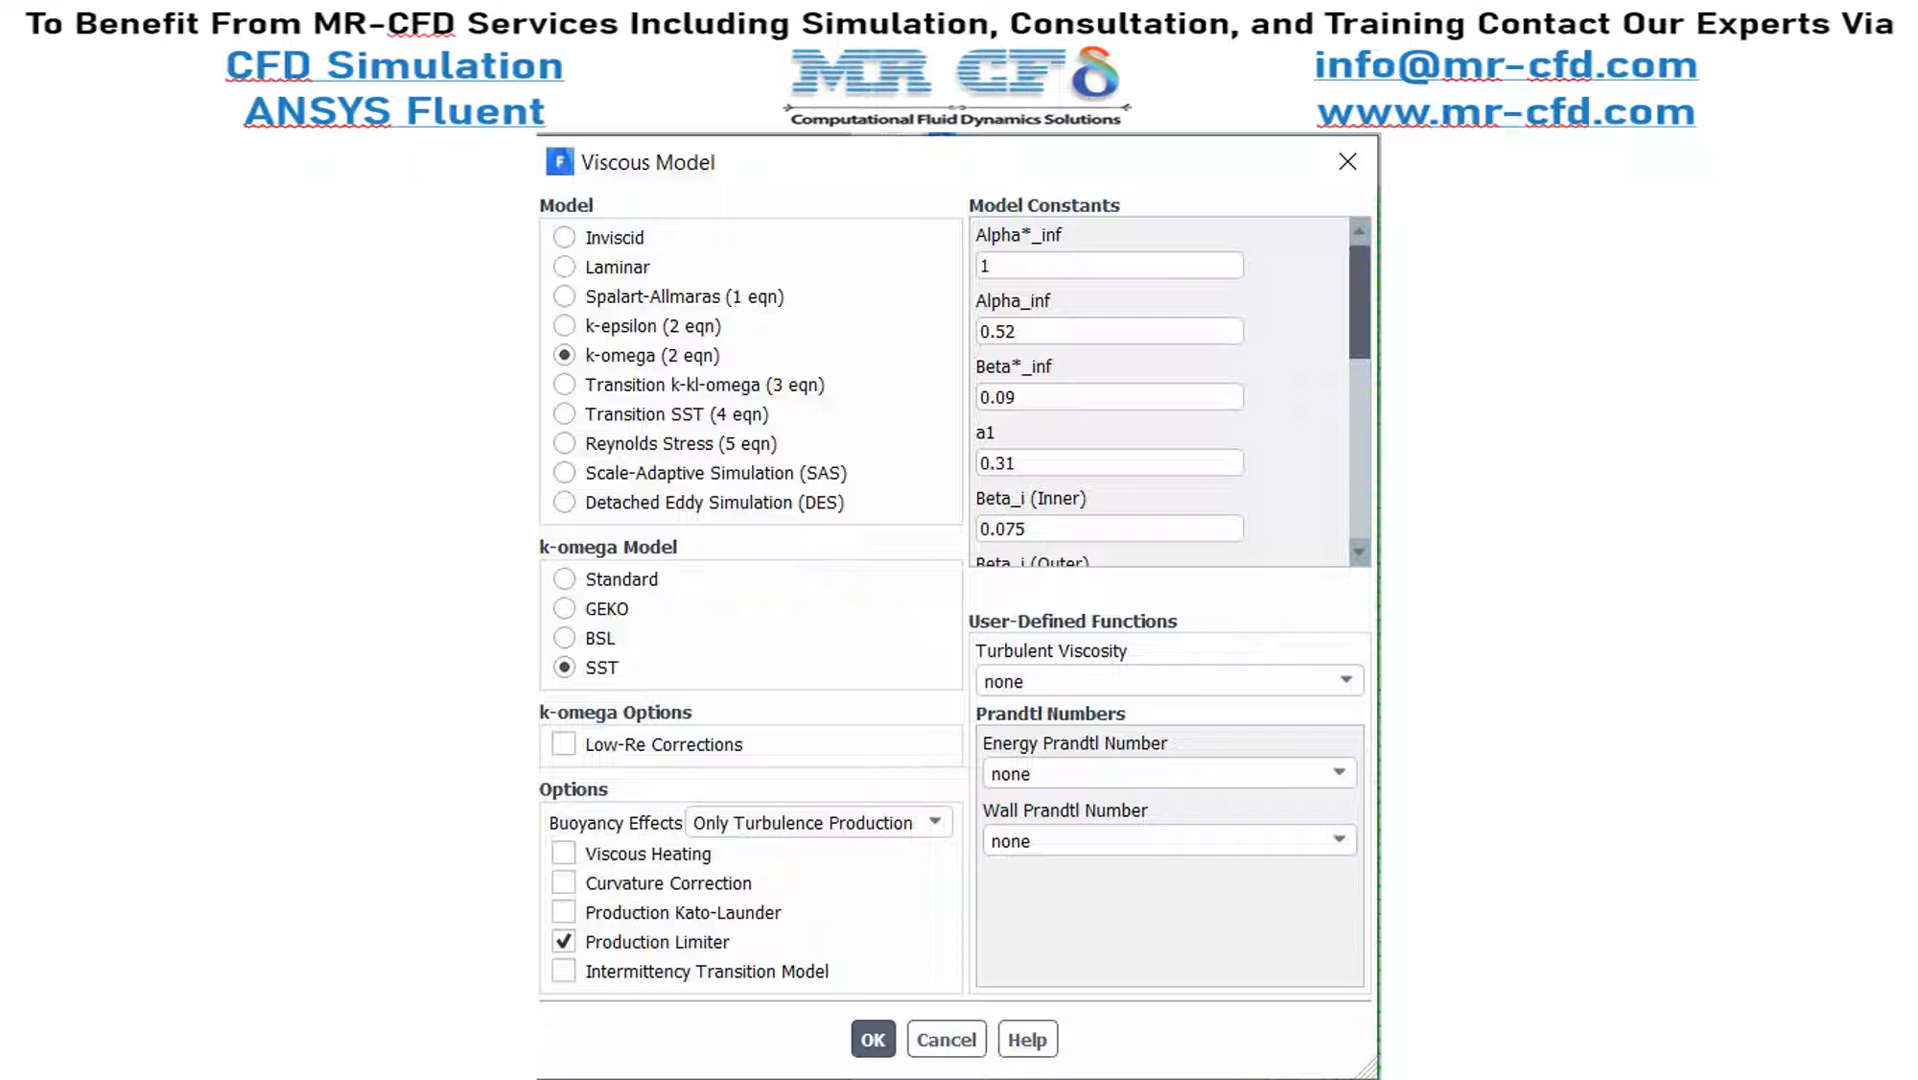 To Benefit From MR-CFD Services Including Simulation, Consultation, and Training Contact Our Experts Via
CFD Simulation
ANSYS Fluent
MR CFD
Computational Fluid Dynamics Solutions
info@mr-cfd.com
www.mr-cfd.com
F Viscous Model
Model
Inviscid
Laminar
Spalart-Allmaras (1 eqn)
k-epsilon (2 eqn)
k-omega (2 eqn)
Transition k-kl-omega (3 eqn)
Transition SST (4 eqn)
Reynolds Stress (5 eqn)
Scale-Adaptive Simulation (SAS)
Detached Eddy Simulation (DES)
k-omega Model
Standard
GEKO
BSL
SST
k-omega Options
Low-Re Corrections
Options
Buoyancy Effects Only Turbulence Production
Viscous Heating
Curvature Correction
Production Kato-Launder
Production Limiter
Intermittency Transition Model
Model Constants
Alpha*_inf
1
Alpha_inf
0.52
Beta*_inf
0.09
a1
0.31
Beta_i (Inner)
0.075
Beta_i (Outer)
User-Defined Functions
Turbulent Viscosity
none
Prandtl Numbers
Energy Prandtl Number
none
Wall Prandtl Number
none
OK Cancel Help